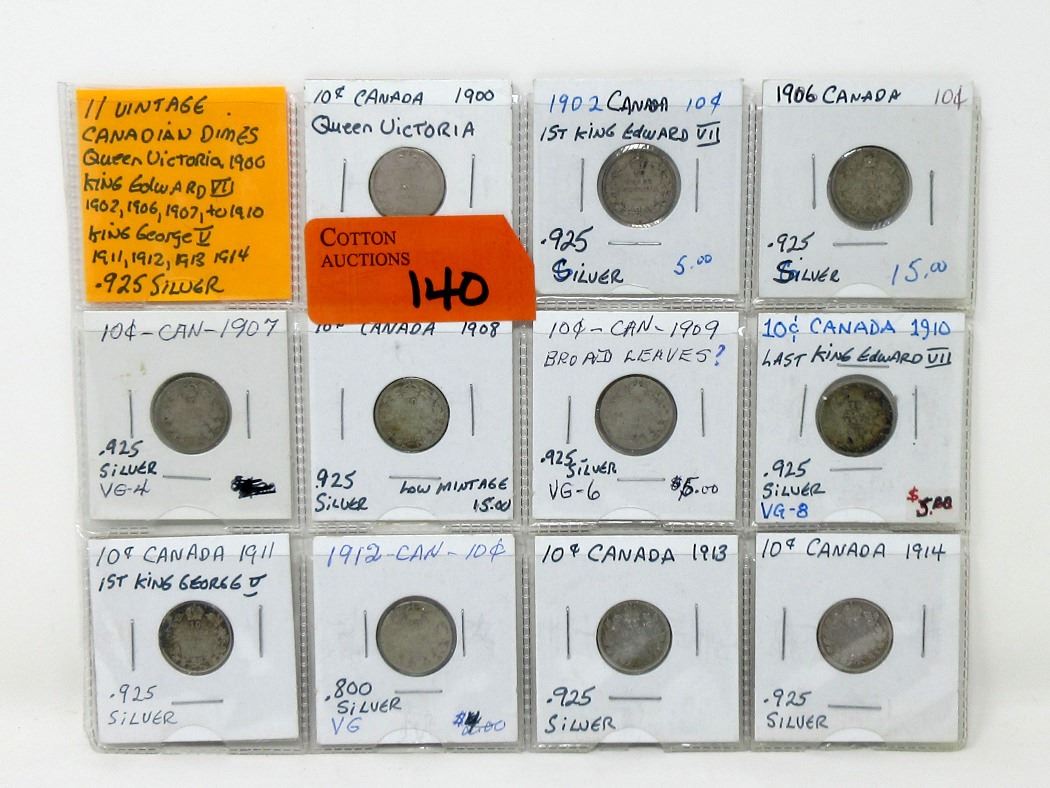 11 VINTAGE
CANADIAN DIMES
Queen Victoria, 1900
King Edward VII
1902, 1906, 1907, to 1910
King George V
1911, 1912, 1913 1914
.925 SILVER
10¢ CANADA 1900
Queen VICTORIA
COTTON
AUCTIONS
140
1902 CANADA 10¢
1ST KING EDWARD VII
.925
SILVER 5.00
1906 CANADA 10¢
.925
SILVER 15.00
10¢-CAN-1907
.925
SILVER
VG-4
10¢ CANADA 1908
.925
SILVER
LOW MINTAGE
15.00
10¢-CAN-1909
BROAD LEAVES?
.925-SILVER
VG-6 $5.00
10¢ CANADA 1910
LAST KING EDWARD VII
.925
SILVER
VG-8
$5.00
10¢ CANADA 1911
1ST KING GEORGE V
.925
SILVER
1912-CAN-10¢
.800
SILVER
VG
10¢ CANADA 1913
.925
SILVER
10¢ CANADA 1914
.925
SILVER